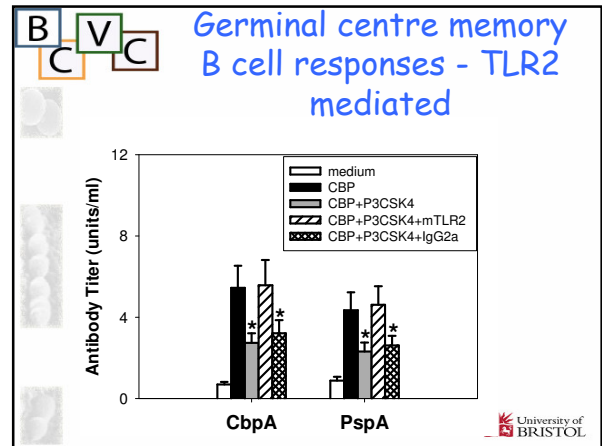 B
C
V
C
Germinal centre memory
B cell responses - TLR2
mediated
12
8
4
0
Antibody Titer (units/ml)
medium
CBP
CBP+P3CSK4
CBP+P3CSK4+mTLR2
CBP+P3CSK4+IgG2a
* * * *
CbpA PspA
University of
BRISTOL